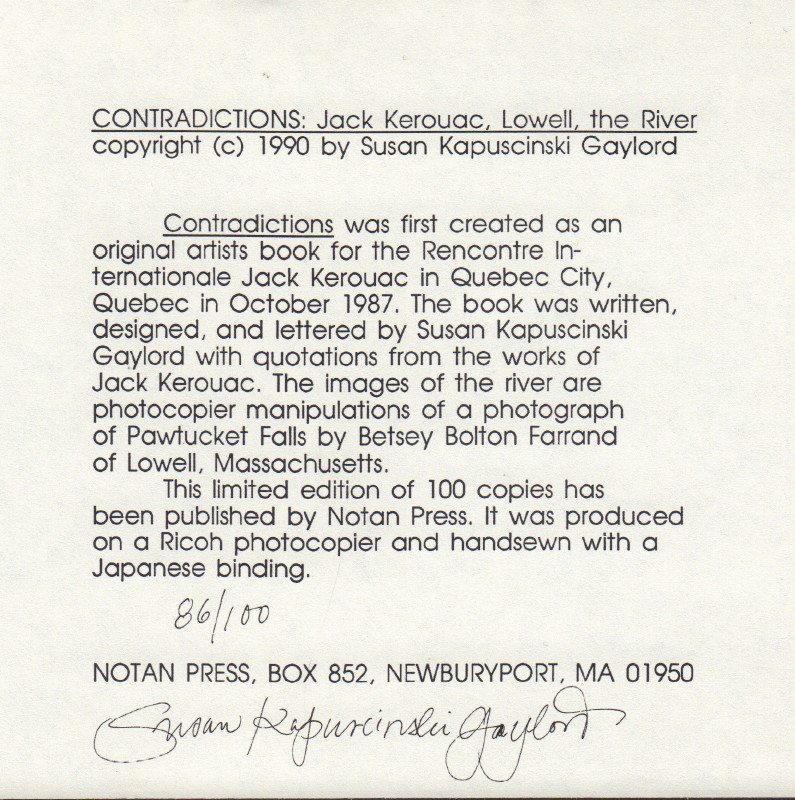 CONTRADICTIONS: Jack Kerouac, Lowell, the River
copyright (c) 1990 by Susan Kapuscinski Gaylord
Contradictions was first created as an
original artists book for the Rencontre In-
ternationale Jack Kerouac in Quebec City,
Quebec in October 1987. The book was written,
designed, and lettered by Susan Kapuscinski
Gaylord with quotations from the works of
Jack Kerouac. The images of the river are
photocopier manipulations of a photograph
of Pawtucket Falls by Betsey Bolton Farrand
of Lowell, Massachusetts.
This limited edition of 100 copies has
been published by Notan Press. It was produced
on a Ricoh photocopier and handsewn with a
Japanese binding.
86/100
NOTAN PRESS, BOX 852, NEWBURYPORT, MA 01950
Susan Kapuscinski Gaylord